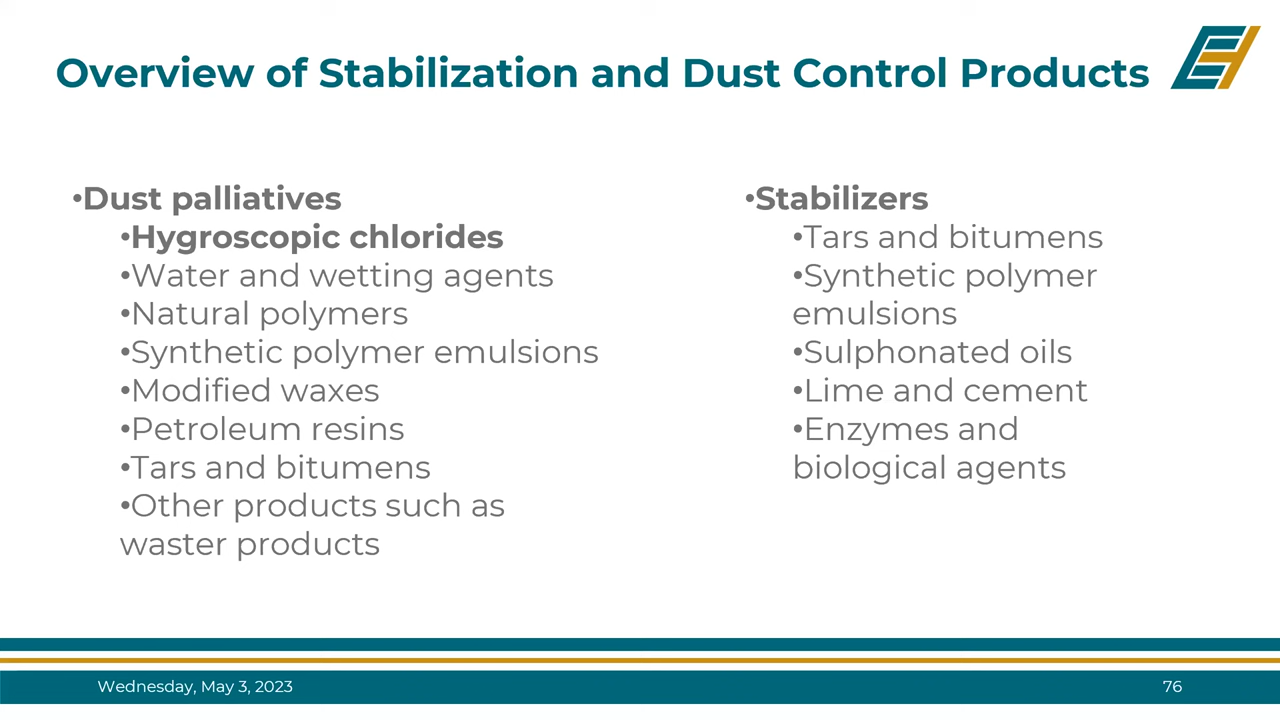 Overview of Stabilization and Dust Control Products
•Dust palliatives
•Hygroscopic chlorides
•Water and wetting agents
•Natural polymers
•Synthetic polymer emulsions
•Modified waxes
•Petroleum resins
•Tars and bitumens
•Other products such as
waster products
•Stabilizers
•Tars and bitumens
•Synthetic polymer
emulsions
•Sulphonated oils
•Lime and cement
•Enzymes and
biological agents
Wednesday, May 3, 2023
76